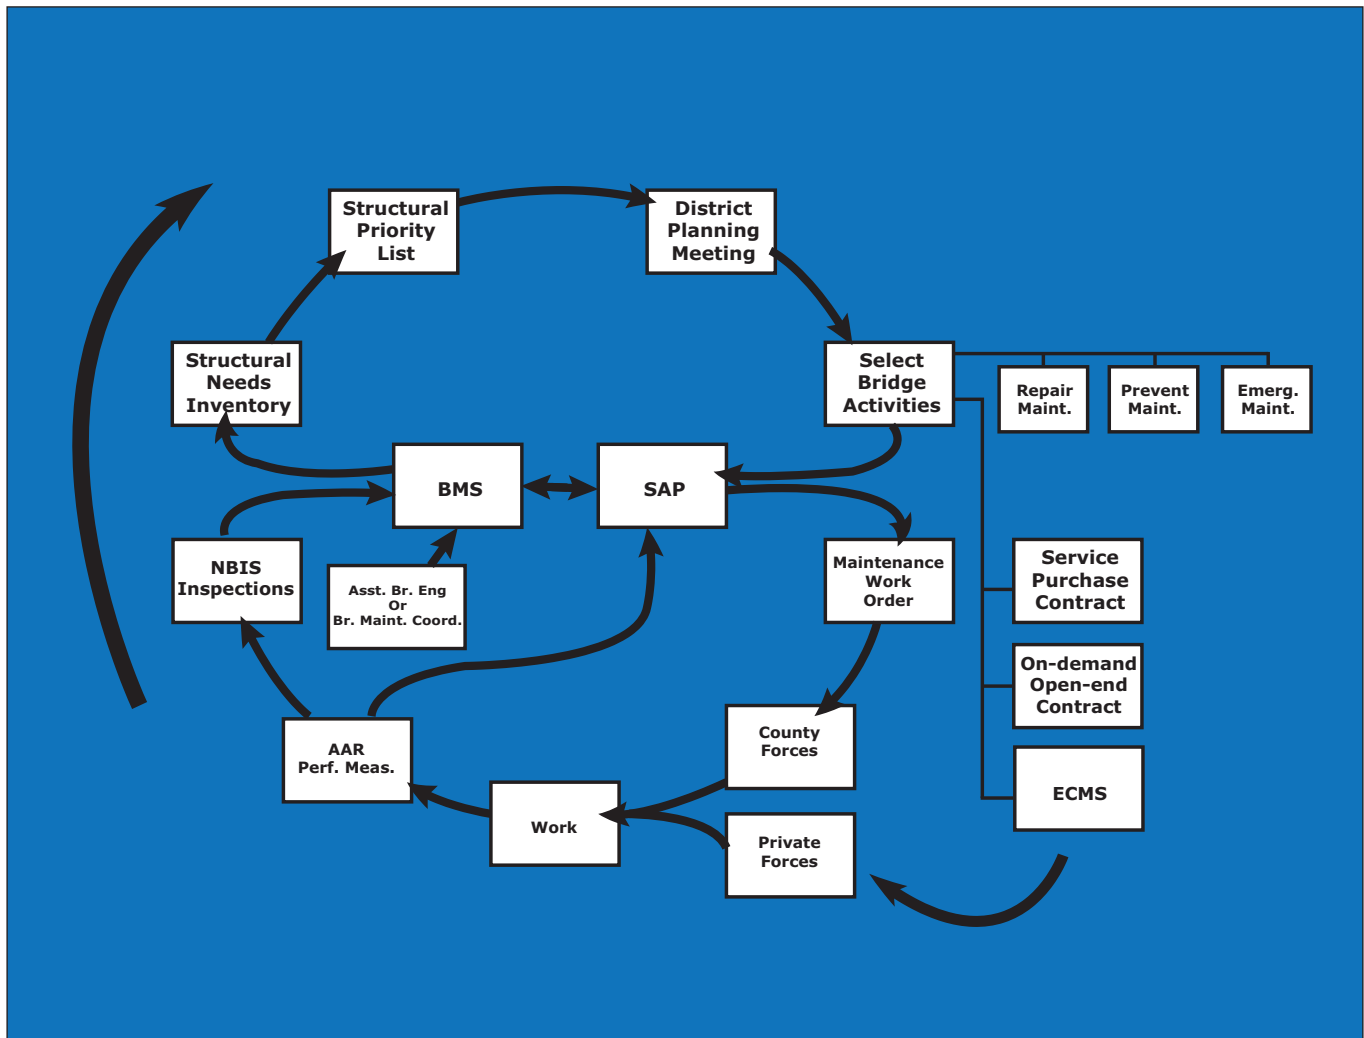 Structural
Priority
List
District
Planning
Meeting
Structural
Needs
Inventory
Select
Bridge
Activities
Repair
Maint.
Prevent
Maint.
Emerg.
Maint.
BMS
SAP
NBIS
Inspections
Asst. Br. Eng
Or
Br. Maint. Coord.
Maintenance
Work
Order
Service
Purchase
Contract
On-demand
Open-end
Contract
AAR
Perf. Meas.
County
Forces
ECMS
Work
Private
Forces